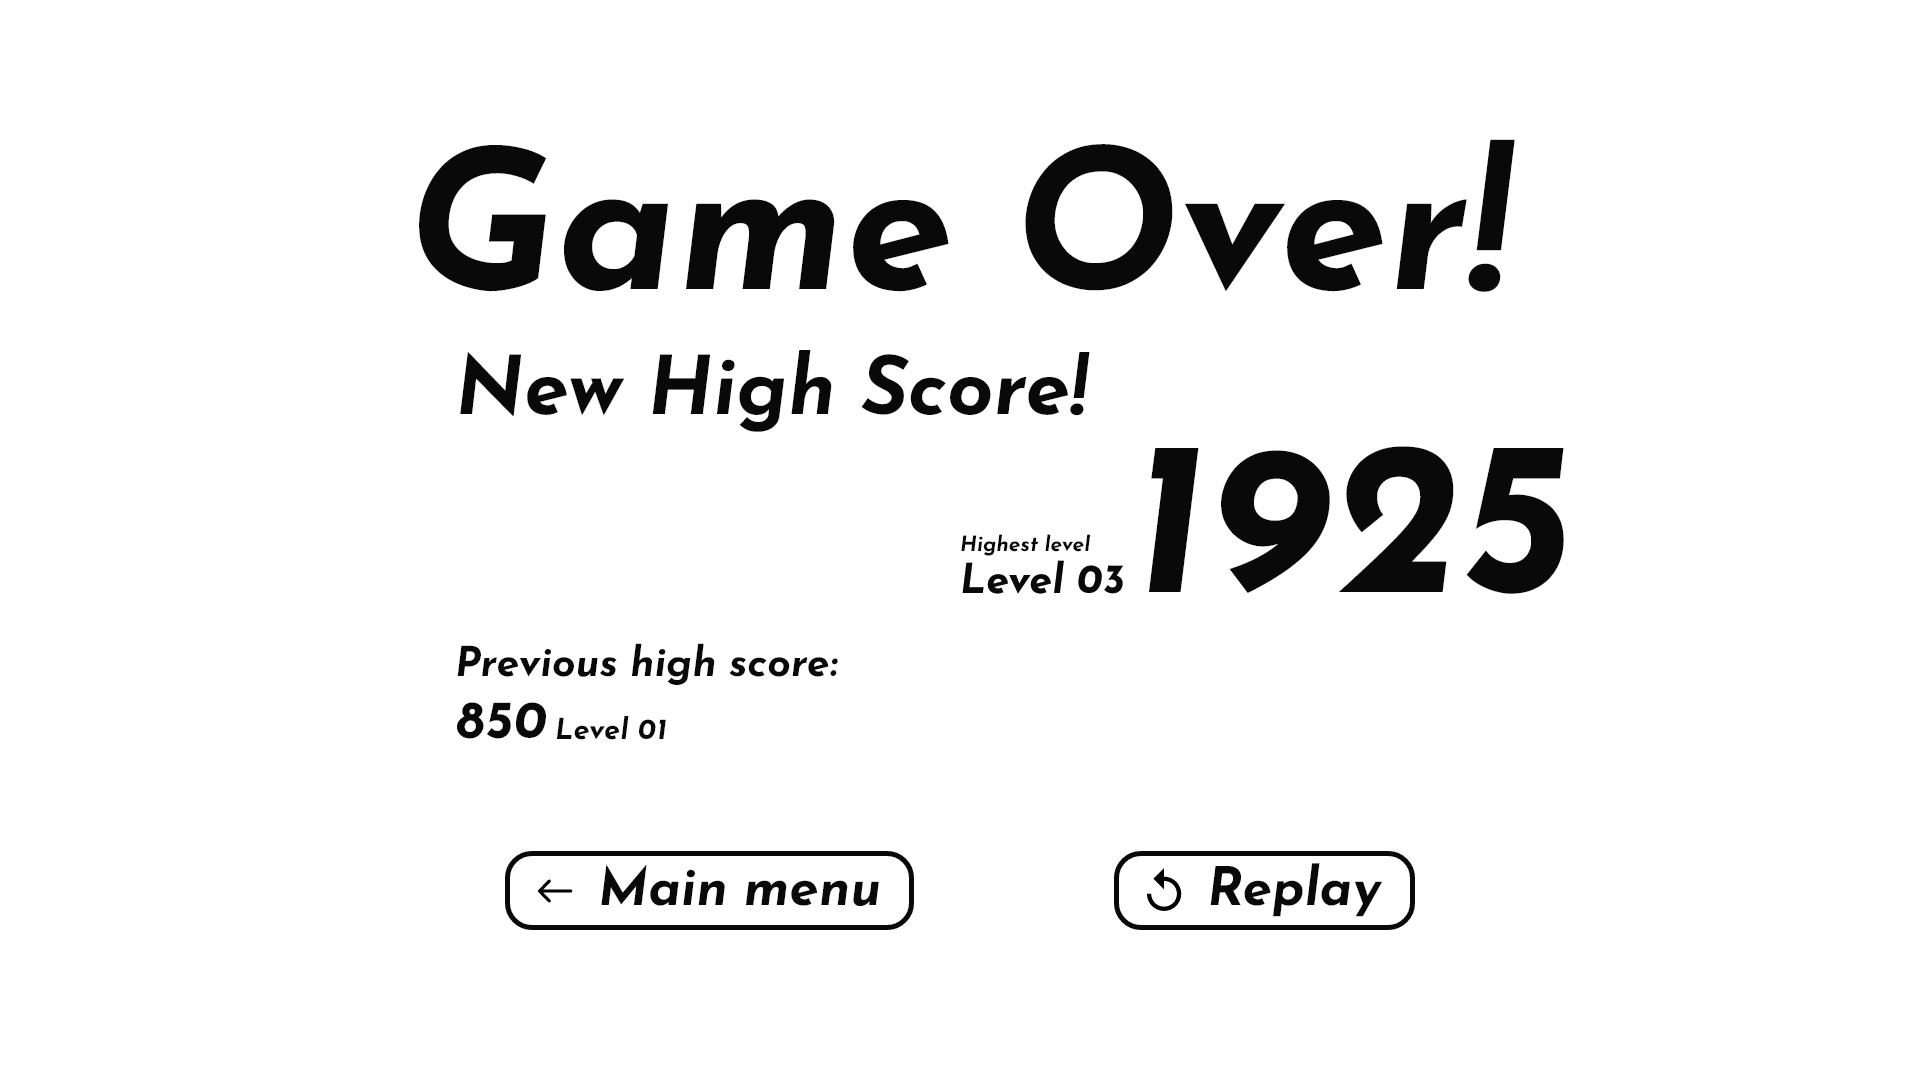 Game Over!
New High Score!
1925
Highest level
Level 03
Previous high score:
850 Level 01
Main menu
Replay